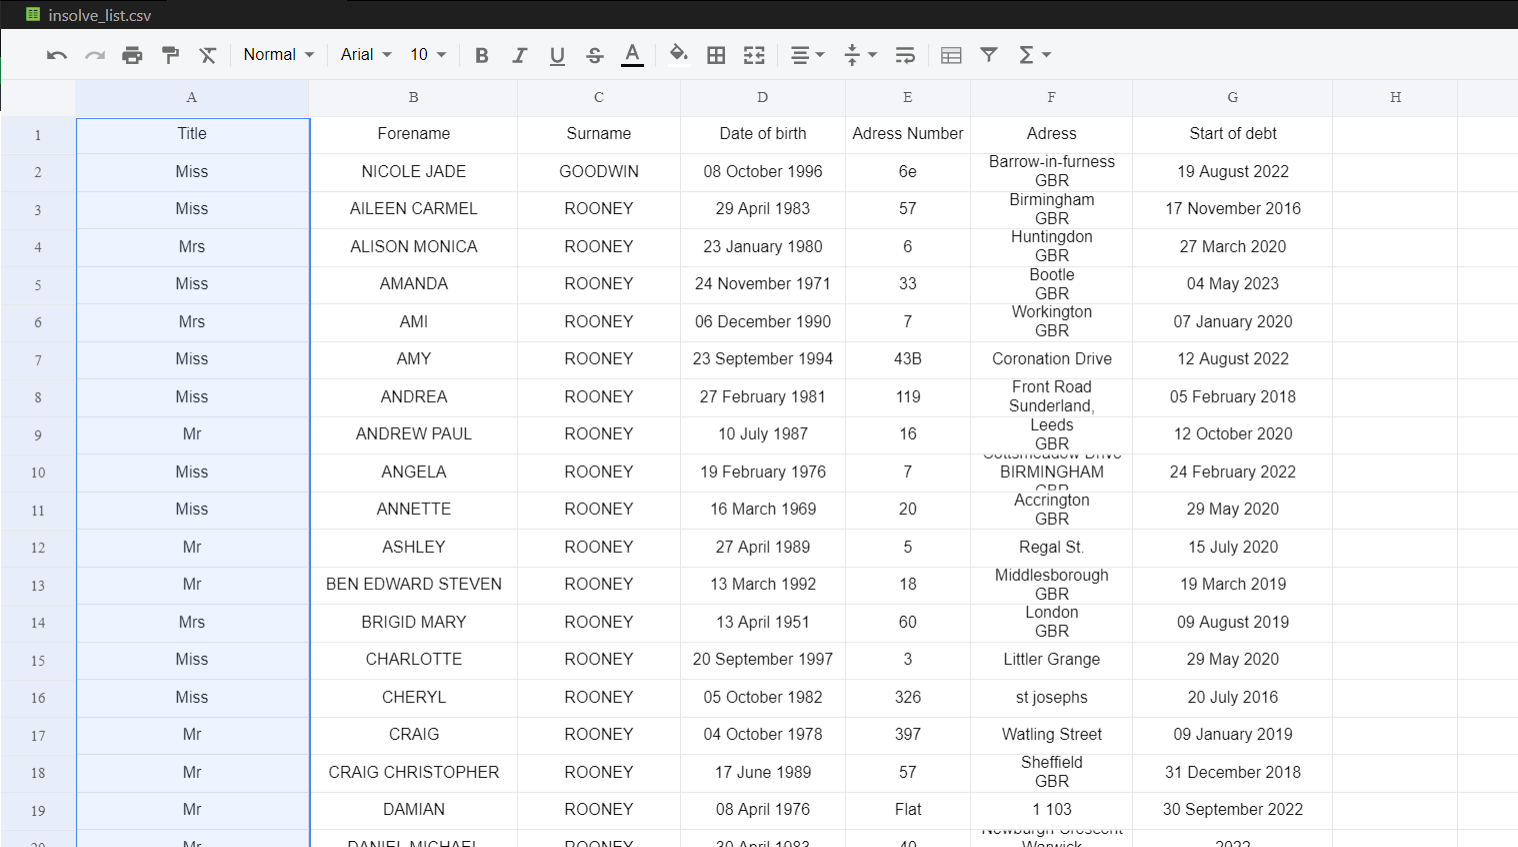 insolve_list.csv
Normal Arial 10 B I U S A Σ
A B C D E F G H
1 Title Forename Surname Date of birth Adress Number Adress Start of debt
2 Miss NICOLE JADE GOODWIN 08 October 1996 6e Barrow-in-furness GBR 19 August 2022
3 Miss AILEEN CARMEL ROONEY 29 April 1983 57 Birmingham GBR 17 November 2016
4 Mrs ALISON MONICA ROONEY 23 January 1980 6 Huntingdon GBR 27 March 2020
5 Miss AMANDA ROONEY 24 November 1971 33 Bootle GBR 04 May 2023
6 Mrs AMI ROONEY 06 December 1990 7 Workington GBR 07 January 2020
7 Miss AMY ROONEY 23 September 1994 43B Coronation Drive 12 August 2022
8 Miss ANDREA ROONEY 27 February 1981 119 Front Road Sunderland, 05 February 2018
9 Mr ANDREW PAUL ROONEY 10 July 1987 16 Leeds GBR 12 October 2020
10 Miss ANGELA ROONEY 19 February 1976 7 Drive BIRMINGHAM GBR 24 February 2022
11 Miss ANNETTE ROONEY 16 March 1969 20 Accrington GBR 29 May 2020
12 Mr ASHLEY ROONEY 27 April 1989 5 Regal St. 15 July 2020
13 Mr BEN EDWARD STEVEN ROONEY 13 March 1992 18 Middlesborough GBR 19 March 2019
14 Mrs BRIGID MARY ROONEY 13 April 1951 60 London GBR 09 August 2019
15 Miss CHARLOTTE ROONEY 20 September 1997 3 Littler Grange 29 May 2020
16 Miss CHERYL ROONEY 05 October 1982 326 st josephs 20 July 2016
17 Mr CRAIG ROONEY 04 October 1978 397 Watling Street 09 January 2019
18 Mr CRAIG CHRISTOPHER ROONEY 17 June 1989 57 Sheffield GBR 31 December 2018
19 Mr DAMIAN ROONEY 08 April 1976 Flat 1 103 30 September 2022
20 Mr DANIEL MICHAEL ROONEY 30 April 1983 40 Newburgh Crescent Warwick 2022